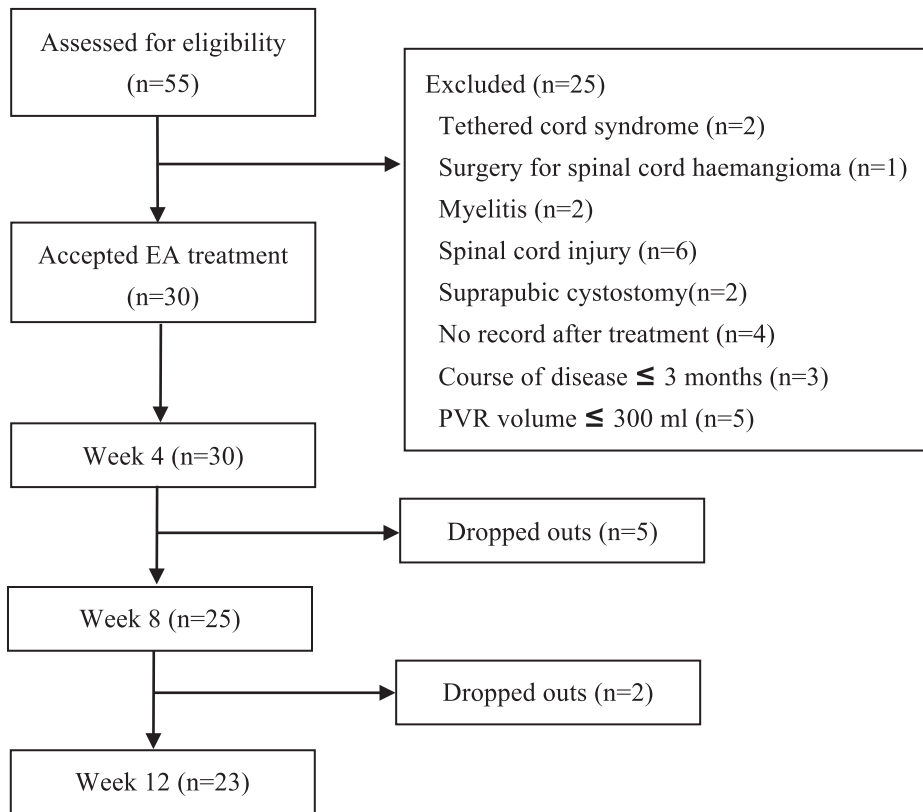 Assessed for eligibility
(n=55)
Excluded (n=25)
Tethered cord syndrome (n=2)
Surgery for spinal cord haemangioma (n=1)
Myelitis (n=2)
Spinal cord injury (n=6)
Suprapubic cystostomy(n=2)
No record after treatment (n=4)
Course of disease ≤ 3 months (n=3)
PVR volume ≤ 300 ml (n=5)
Accepted EA treatment
(n=30)
Week 4 (n=30)
Dropped outs (n=5)
Week 8 (n=25)
Dropped outs (n=2)
Week 12 (n=23)